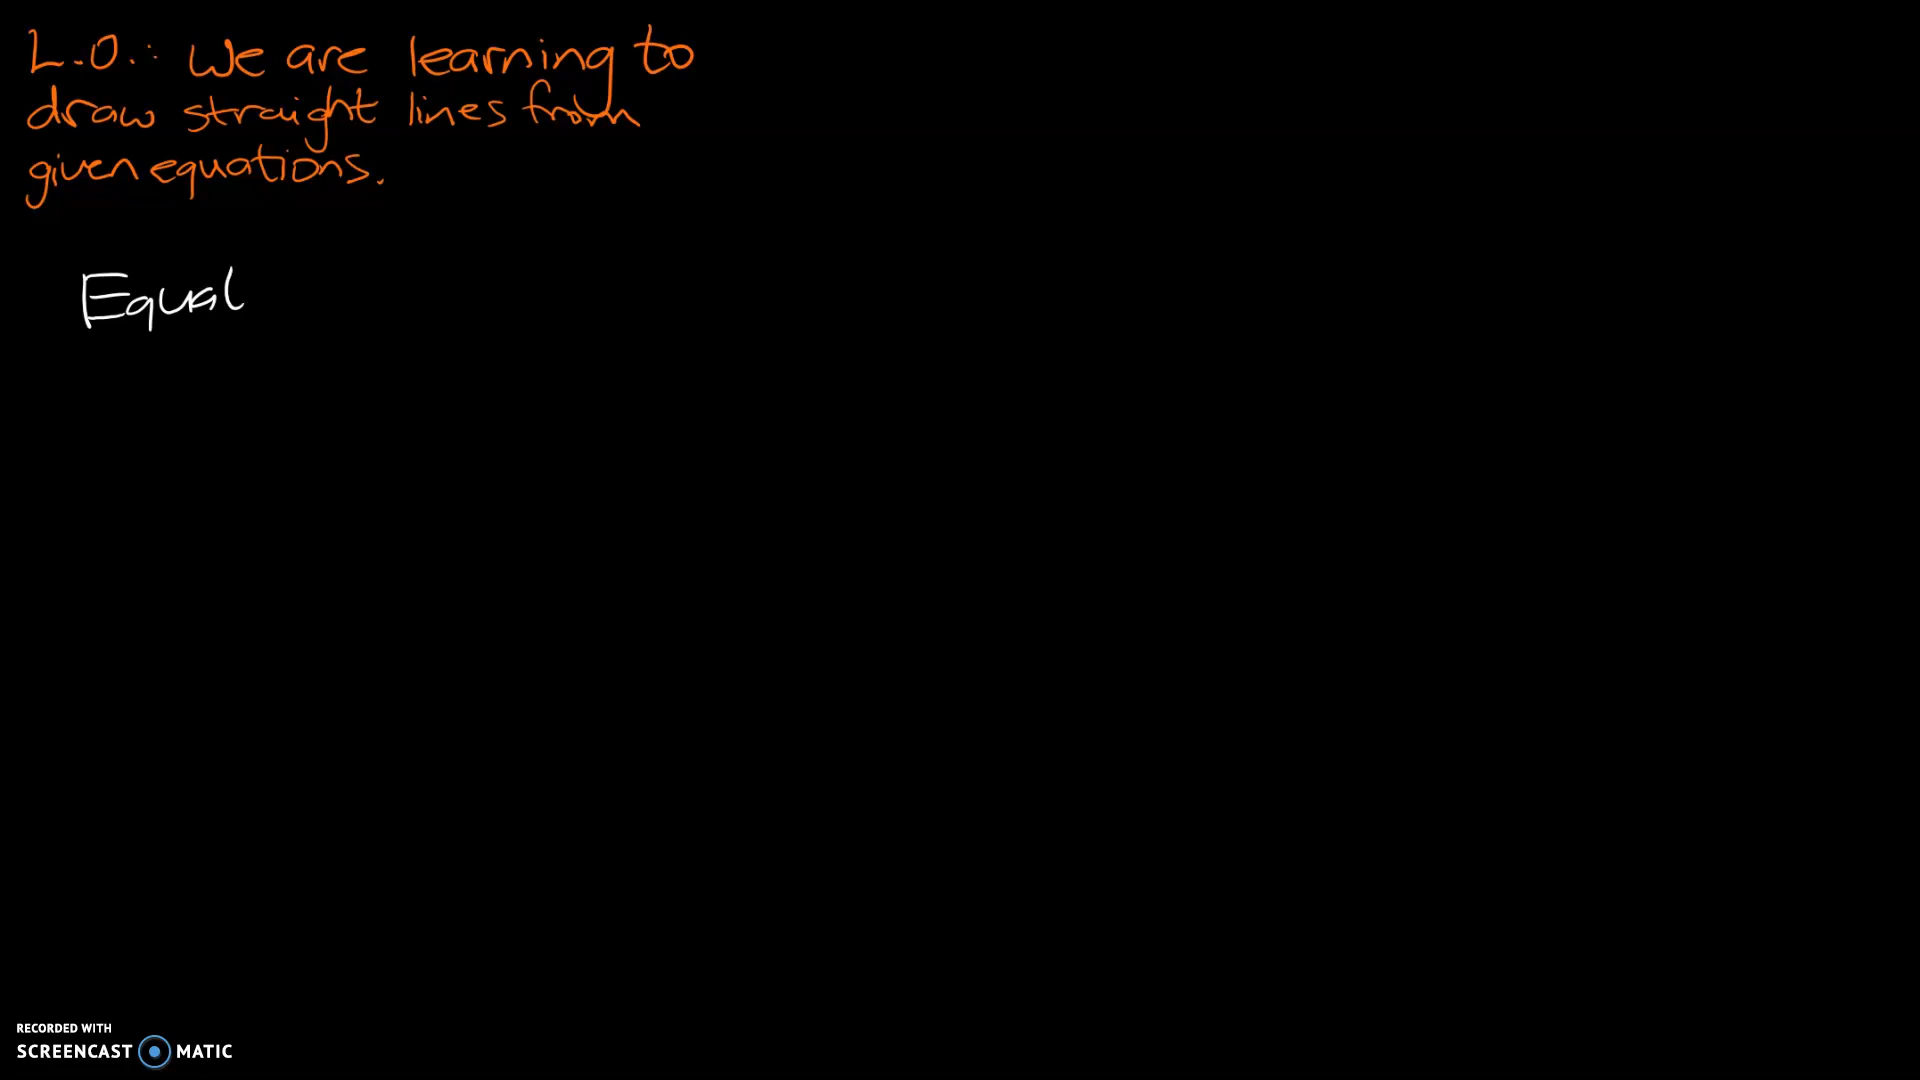 L.O.: We are learning to
draw straight lines from
given equations.
Equal
RECORDED WITH
SCREENCAST MATIC